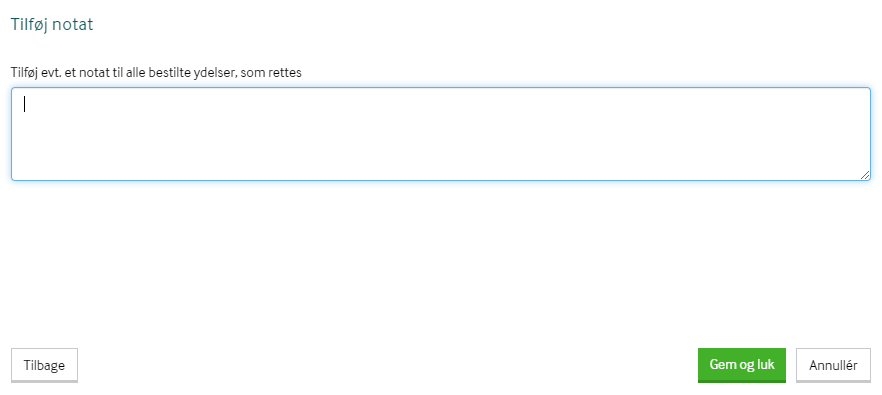 Tilføj notat
Tilføj evt. et notat til alle bestilte ydelser, som rettes
Tilbage
Gem og luk
Annullér